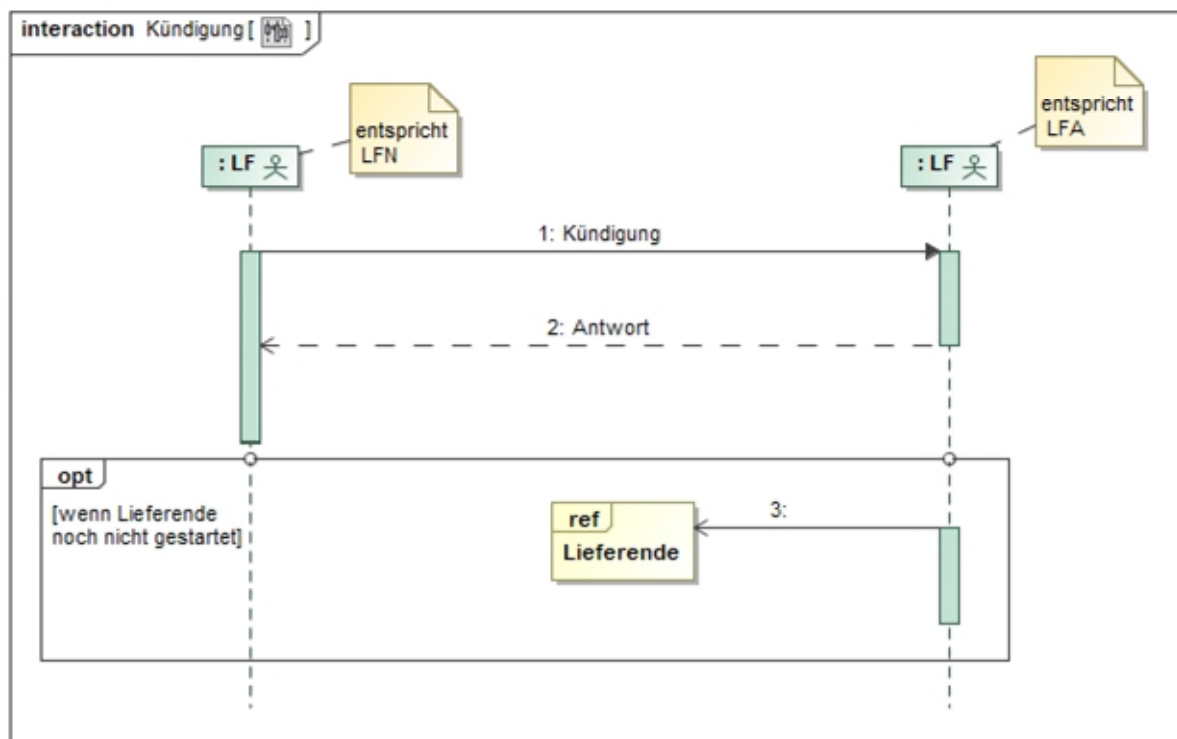 interaction Kündigung [ ]
entspricht
LFN
entspricht
LFA
: LF
: LF
1: Kündigung
2: Antwort
opt
[wenn Lieferende
noch nicht gestartet]
3:
ref
Lieferende